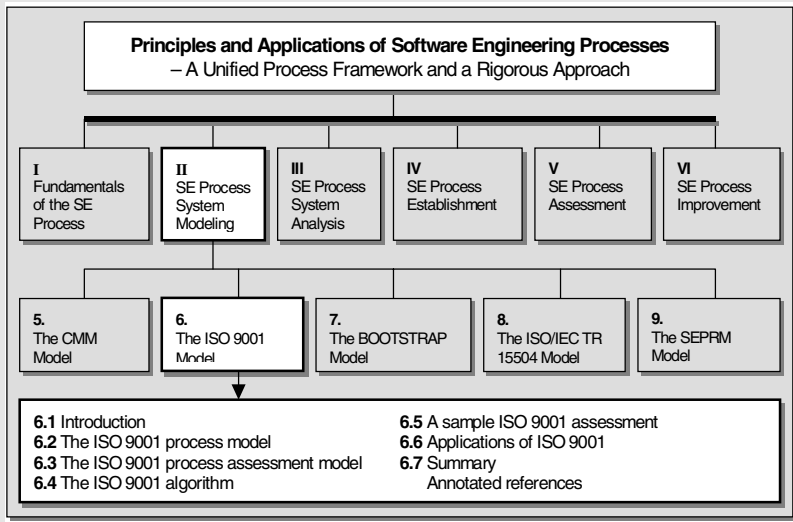 Principles and Applications of Software Engineering Processes
– A Unified Process Framework and a Rigorous Approach
I
Fundamentals
of the SE
Process
II
SE Process
System
Modeling
III
SE Process
System
Analysis
IV
SE Process
Establishment
V
SE Process
Assessment
VI
SE Process
Improvement
5.
The CMM
Model
6.
The ISO 9001
Model
7.
The BOOTSTRAP
Model
8.
The ISO/IEC TR
15504 Model
9.
The SEPRM
Model
6.1 Introduction
6.2 The ISO 9001 process model
6.3 The ISO 9001 process assessment model
6.4 The ISO 9001 algorithm
6.5 A sample ISO 9001 assessment
6.6 Applications of ISO 9001
6.7 Summary
Annotated references